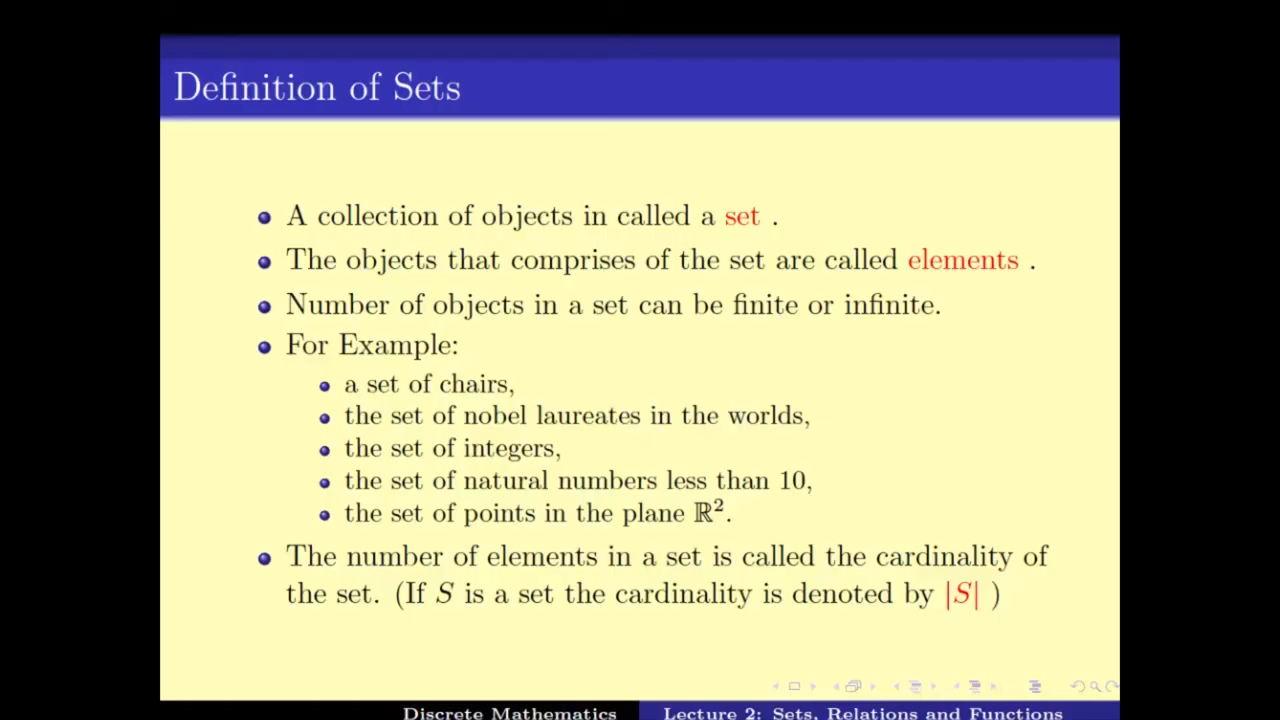 Definition of Sets
A collection of objects in called a set .
The objects that comprises of the set are called elements .
Number of objects in a set can be finite or infinite.
For Example:
a set of chairs,
the set of nobel laureates in the worlds,
the set of integers,
the set of natural numbers less than 10,
the set of points in the plane ℝ².
The number of elements in a set is called the cardinality of
the set. (If S is a set the cardinality is denoted by |S| )
Discrete Mathematics
Lecture 2: Sets, Relations and Functions